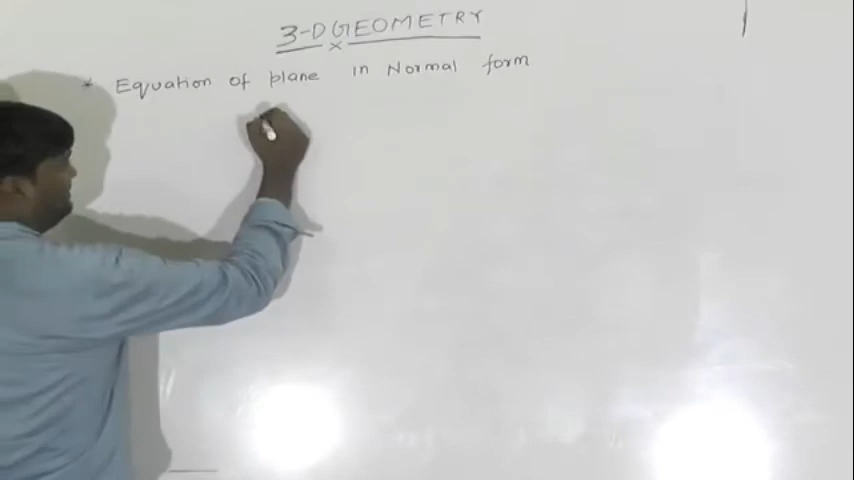 3-D GEOMETRY
* Equation of plane in Normal form